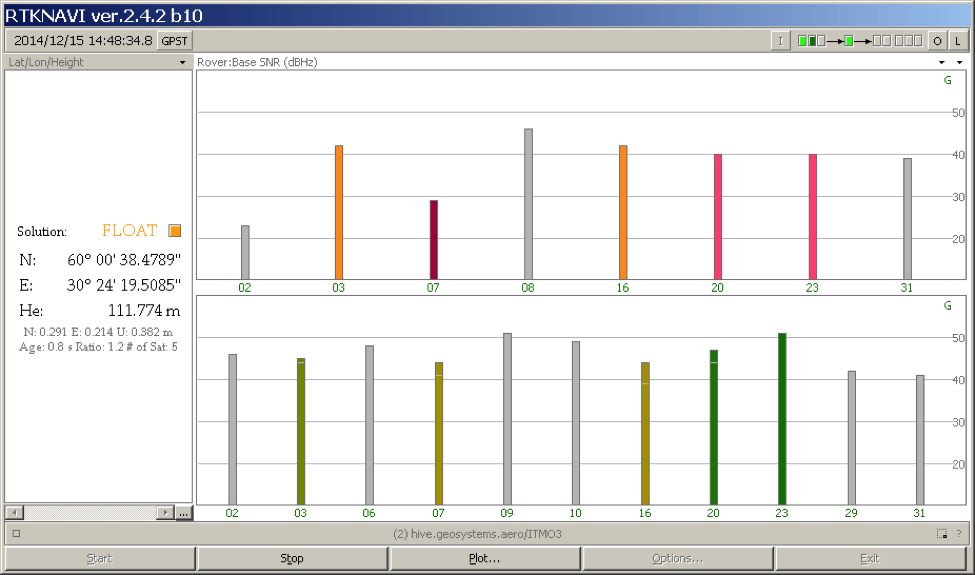 RTKNAVI ver.2.4.2 b10
2014/12/15 14:48:34.8 GPST I O L
Lat/Lon/Height Rover:Base SNR (dBHz)
G
50
40
30
20
02 03 07 08 16 20 23 31
Solution: FLOAT
N: 60° 00' 38.4789"
E: 30° 24' 19.5085"
He: 111.774 m
N: 0.291 E: 0.214 U: 0.382 m
Age: 0.8 s Ratio: 1.2 # of Sat: 5
G
50
40
30
20
02 03 06 07 09 10 16 20 23 29 31
...
(2) hive.geosystems.aero/ITMO3 ?
Start Stop Plot... Options... Exit